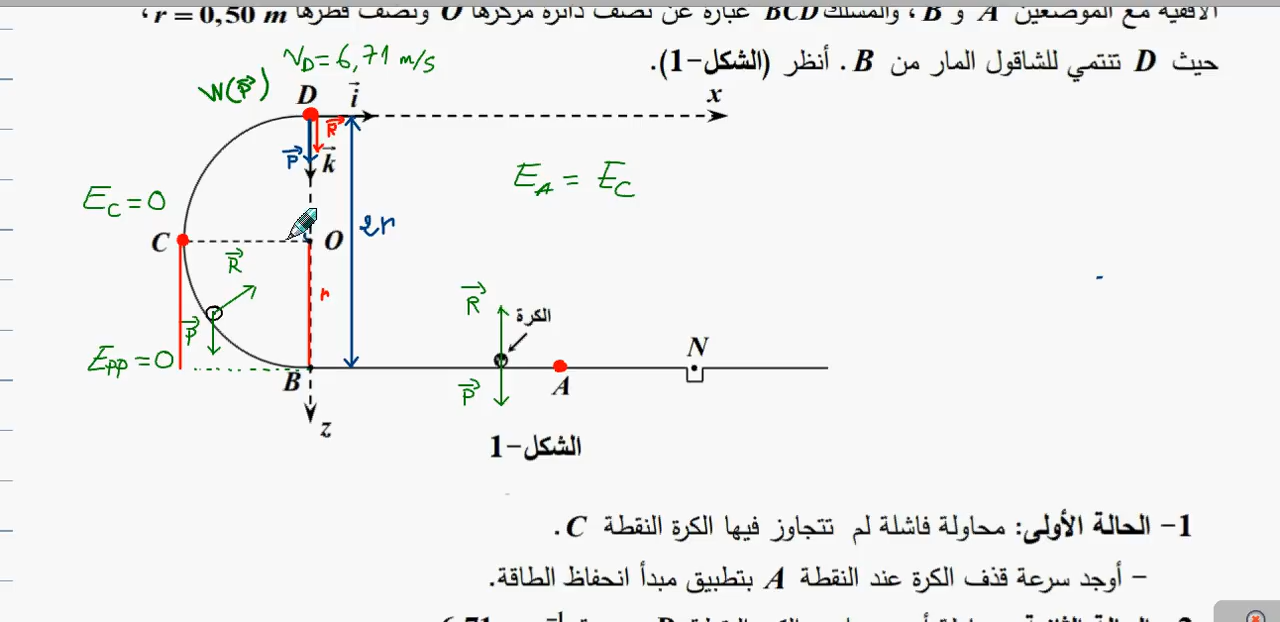 الأفقية مع الموضعين A و B ، والمسلك BCD عبارة عن نصف دائرة مركزها O ونصف قطرها r = 0,50 m ،
حيث D تنتمي للشاقول المار من B . أنظر (الشكل-1).
V_D = 6,71 m/s
W(P⃗)
D
i⃗
x
R⃗
P⃗
k⃗
E_A = E_C
E_C = 0
C
O
2r
R⃗
r
R⃗
الكرة
P⃗
N
E_PP = 0
B
P⃗
A
z
الشكل-1
1- الحالة الأولى: محاولة فاشلة لم تتجاوز فيها الكرة النقطة C .
- أوجد سرعة قذف الكرة عند النقطة A بتطبيق مبدأ انحفاظ الطاقة.